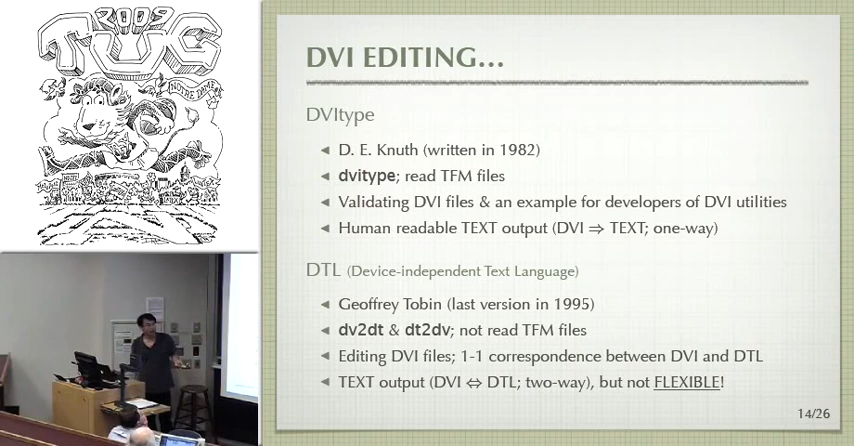 2009
TUG
NOTRE DAME
DVI EDITING...
DVItype
◄ D. E. Knuth (written in 1982)
◄ dvitype; read TFM files
◄ Validating DVI files & an example for developers of DVI utilities
◄ Human readable TEXT output (DVI ⇒ TEXT; one-way)
DTL (Device-independent Text Language)
◄ Geoffrey Tobin (last version in 1995)
◄ dv2dt & dt2dv; not read TFM files
◄ Editing DVI files; 1-1 correspondence between DVI and DTL
◄ TEXT output (DVI ⇔ DTL; two-way), but not FLEXIBLE!
14/26